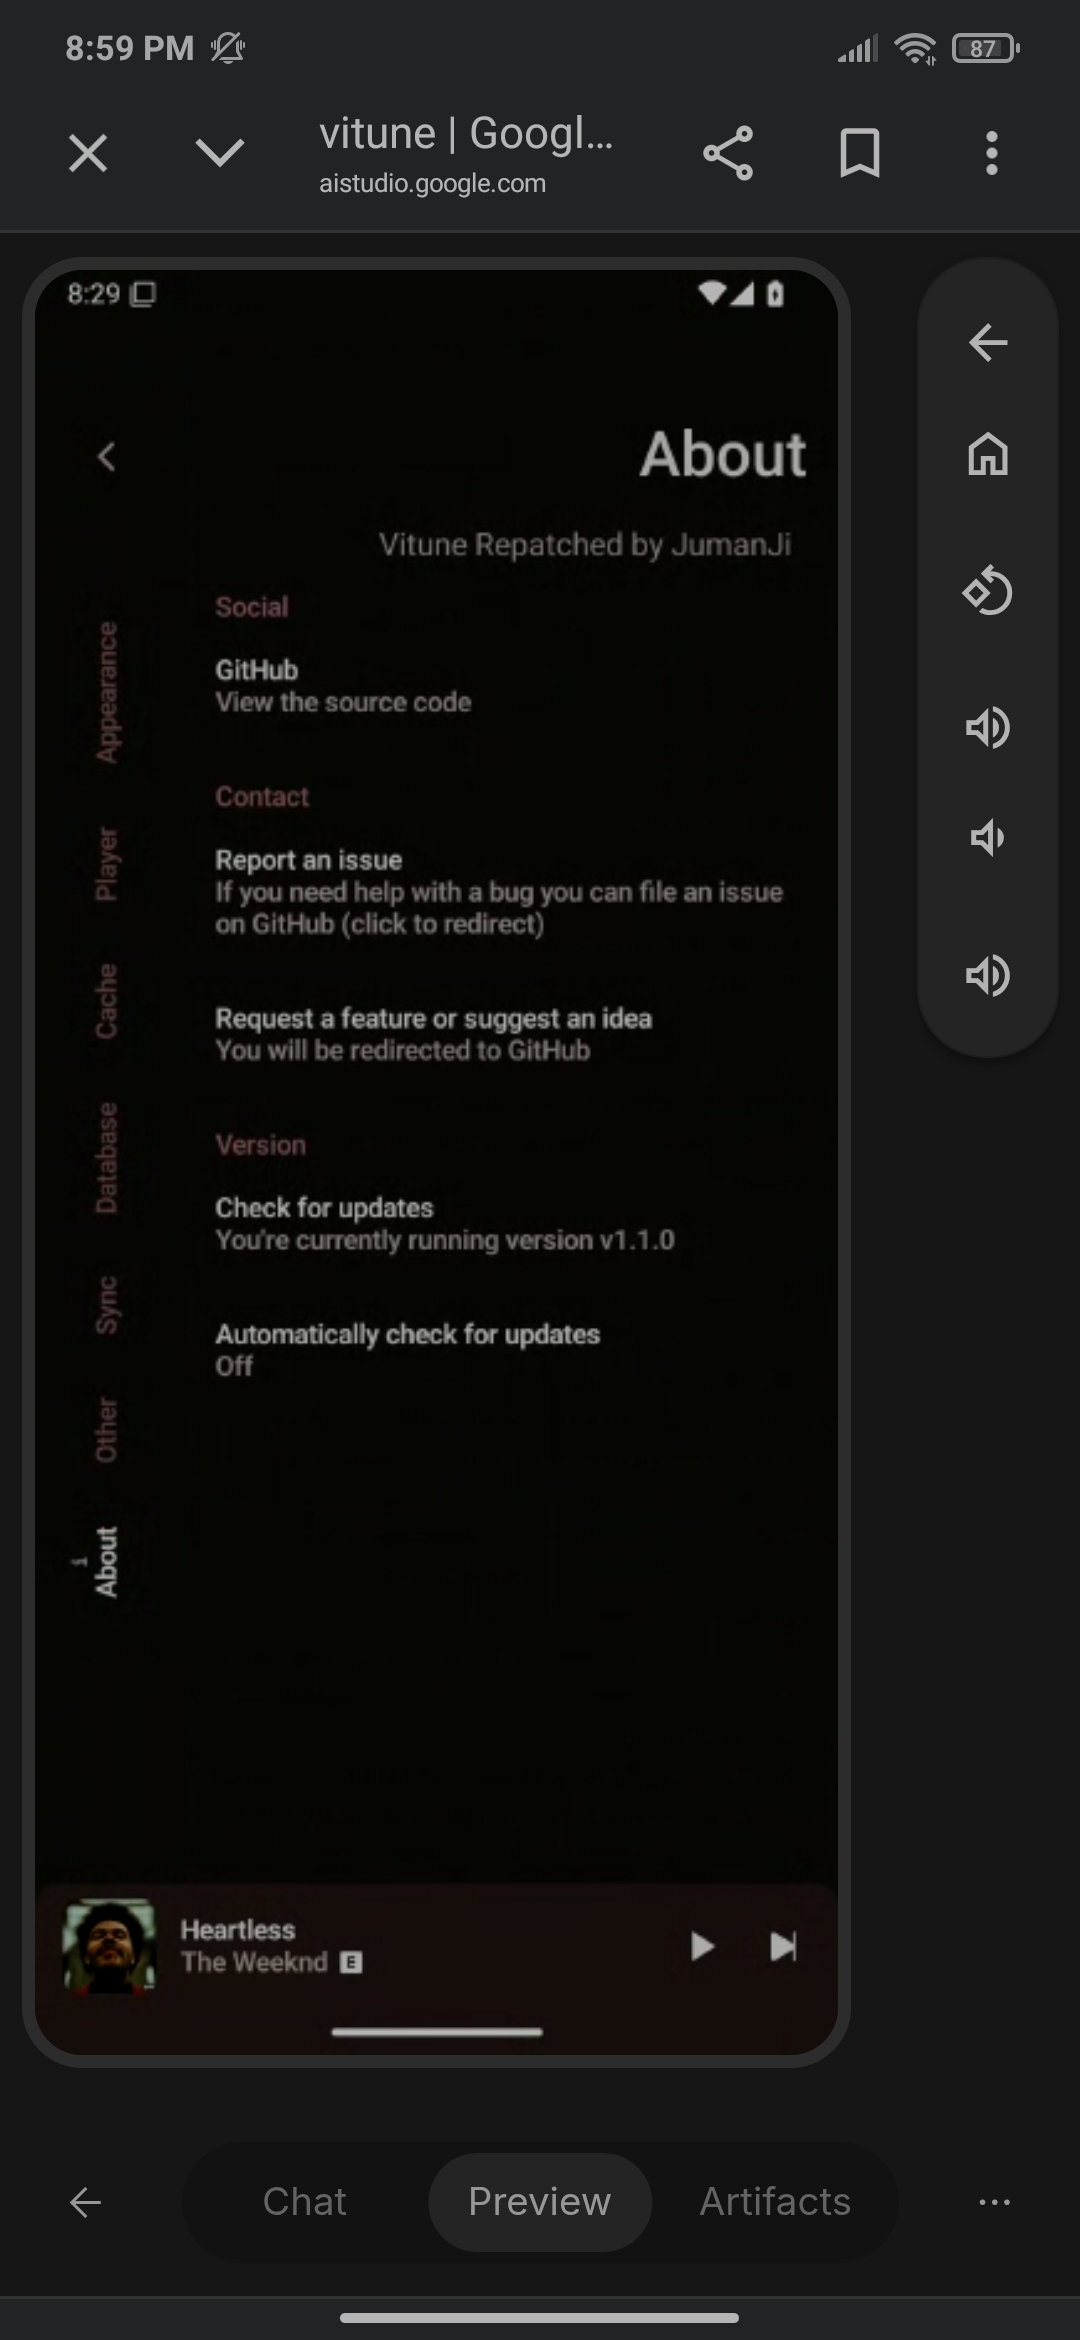 8:59 PM
87
vitune | Googl...
aistudio.google.com
8:29
About
Vitune Repatched by JumanJi
Social
GitHub
View the source code
Contact
Report an issue
If you need help with a bug you can file an issue
on GitHub (click to redirect)
Request a feature or suggest an idea
You will be redirected to GitHub
Version
Check for updates
You're currently running version v1.1.0
Automatically check for updates
Off
Appearance
Player
Cache
Database
Sync
Other
About
Heartless
The Weeknd E
Chat
Preview
Artifacts